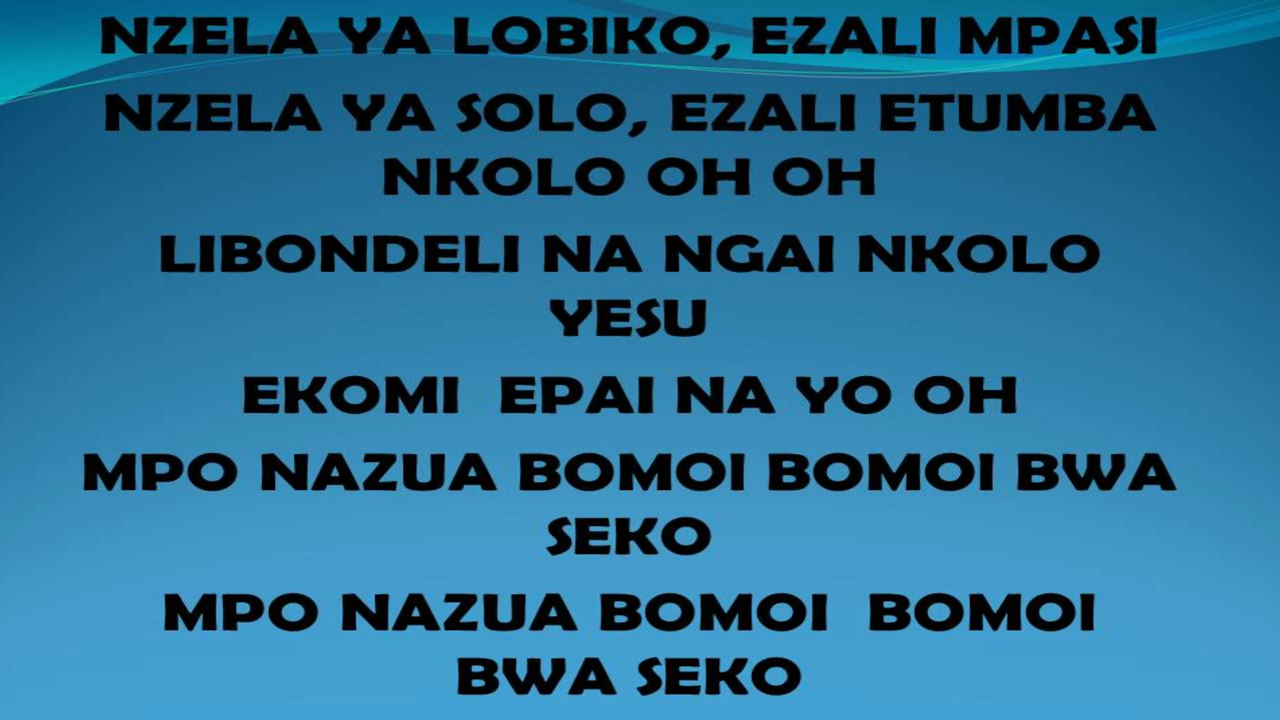 NZELA YA LOBIKO, EZALI MPASI
NZELA YA SOLO, EZALI ETUMBA
NKOLO OH OH
LIBONDELI NA NGAI NKOLO
YESU
EKOMI EPAI NA YO OH
MPO NAZUA BOMOI BOMOI BWA
SEKO
MPO NAZUA BOMOI BOMOI
BWA SEKO